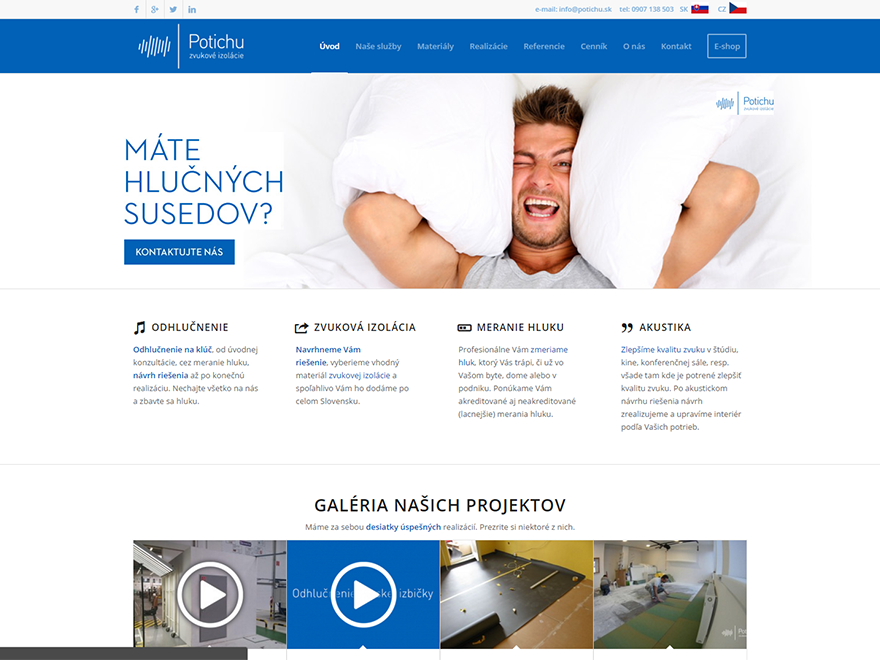 e-mail: info@potichu.sk tel: 0907 138 503 SK CZ
Potichu
zvukové izolácie
Úvod Naše služby Materiály Realizácie Referencie Cenník O nás Kontakt E-shop
Potichu
zvukové izolácie
MÁTE
HLUČNÝCH
SUSEDOV?
KONTAKTUJTE NÁS
ODHLUČNENIE
Odhlučnenie na kľúč, od úvodnej
konzultácie, cez meranie hluku,
návrh riešenia až po konečnú
realizáciu. Nechajte všetko na nás
a zbavte sa hluku.
ZVUKOVÁ IZOLÁCIA
Navrhneme Vám
riešenie, vyberieme vhodný
materiál zvukovej izolácie a
spoľahlivo Vám ho dodáme po
celom Slovensku.
MERANIE HLUKU
Profesionálne Vám zmeriame
hluk, ktorý Vás trápi, či už vo
Vašom byte, dome alebo v
podniku. Ponúkame Vám
akreditované aj neakreditované
(lacnejšie) merania hluku.
AKUSTIKA
Zlepšíme kvalitu zvuku v štúdiu,
kine, konferenčnej sále, resp.
všade tam kde je potrené zlepšiť
kvalitu zvuku. Po akustickom
návrhu riešenia návrh
zrealizujeme a upravíme interiér
podľa Vašich potrieb.
GALÉRIA NAŠICH PROJEKTOV
Máme za sebou desiatky úspešných realizácií. Prezrite si niektoré z nich.